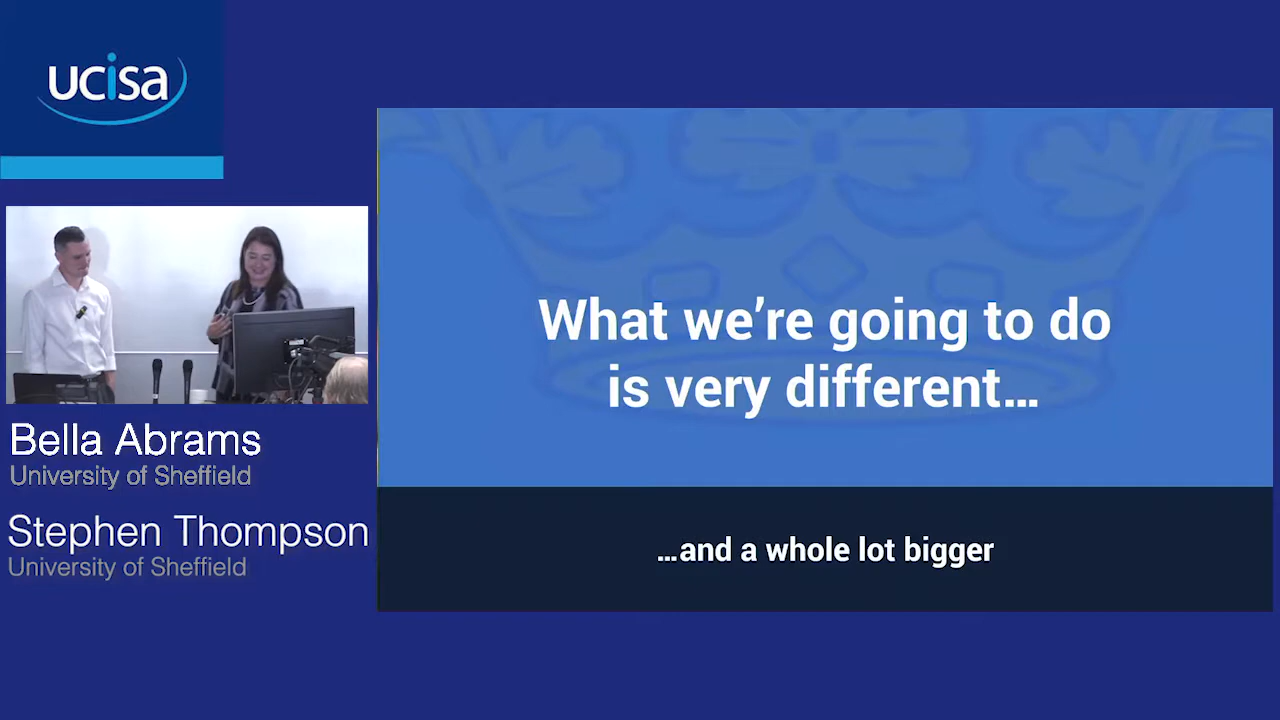 ucisa
Bella Abrams
University of Sheffield
Stephen Thompson
University of Sheffield
What we're going to do
is very different...
...and a whole lot bigger